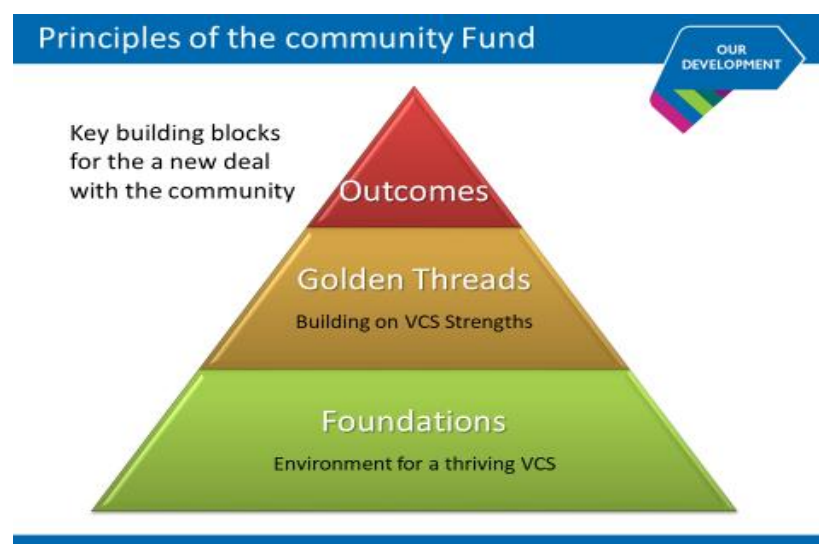 Principles of the community Fund
OUR
DEVELOPMENT
Key building blocks
for the a new deal
with the community
Outcomes
Golden Threads
Building on VCS Strengths
Foundations
Environment for a thriving VCS